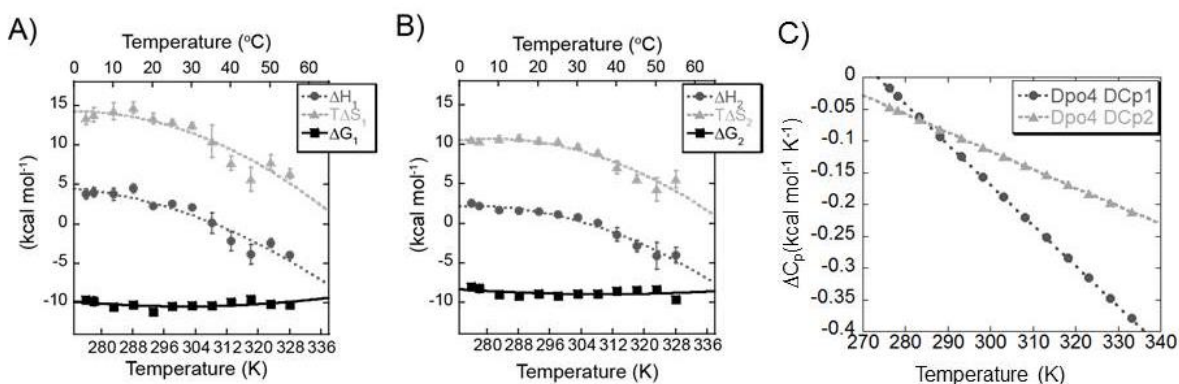 A)
Temperature (°C)
0 10 20 30 40 50 60
15
10
5
0
-5
-10
(kcal mol⁻¹)
ΔH₁
TΔS₁
ΔG₁
280 288 296 304 312 320 328 336
Temperature (K)
B)
Temperature (°C)
0 10 20 30 40 50 60
15
10
5
0
-5
-10
(kcal mol⁻¹)
ΔH₂
TΔS₂
ΔG₂
280 288 296 304 312 320 328 336
Temperature (K)
C)
0
-0.05
-0.1
-0.15
-0.2
-0.25
-0.3
-0.35
-0.4
ΔCₚ(kcal mol⁻¹ K⁻¹)
Dpo4 DCp1
Dpo4 DCp2
270 280 290 300 310 320 330 340
Temperature (K)